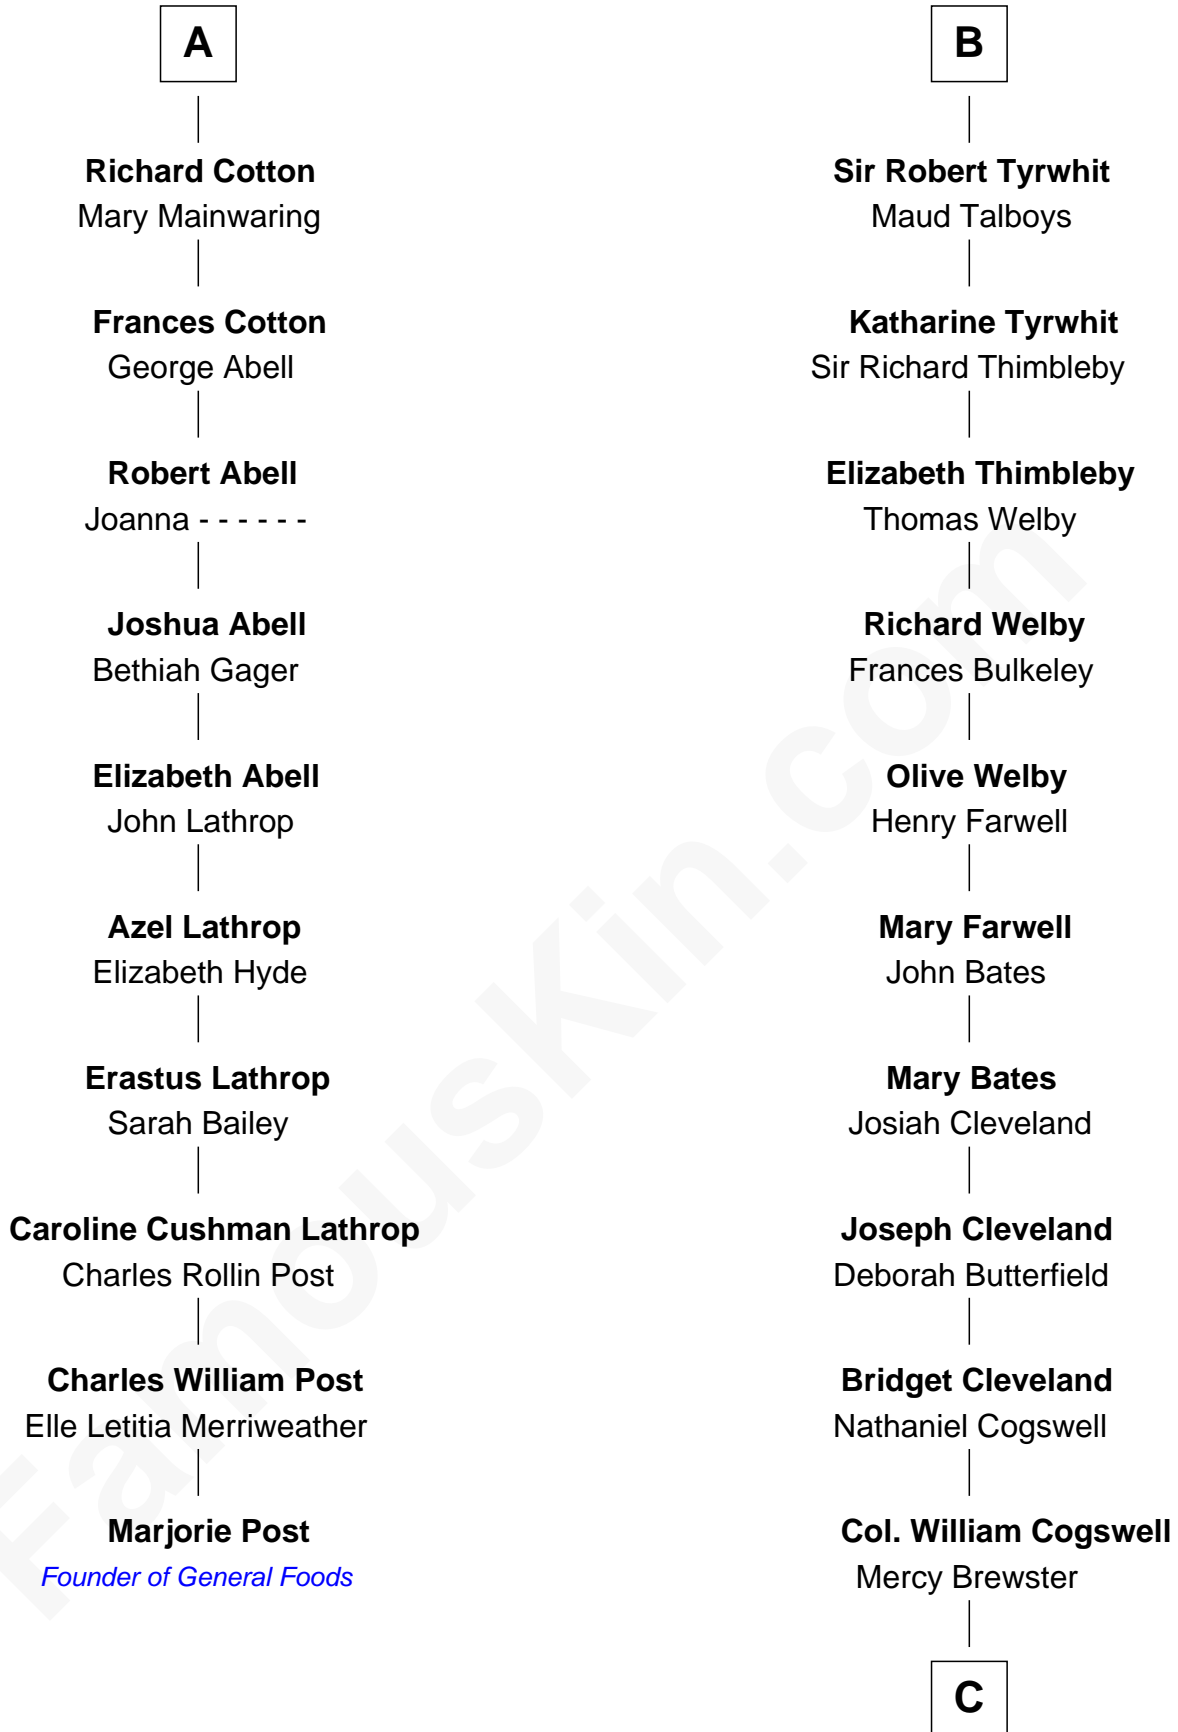 A
Richard Cotton
Mary Mainwaring
Frances Cotton
George Abell
Robert Abell
Joanna - - - - - -
Joshua Abell
Bethiah Gager
Elizabeth Abell
John Lathrop
Azel Lathrop
Elizabeth Hyde
Erastus Lathrop
Sarah Bailey
Caroline Cushman Lathrop
Charles Rollin Post
Charles William Post
Elle Letitia Merriweather
Marjorie Post
Founder of General Foods
B
Sir Robert Tyrwhit
Maud Talboys
Katharine Tyrwhit
Sir Richard Thimbleby
Elizabeth Thimbleby
Thomas Welby
Richard Welby
Frances Bulkeley
Olive Welby
Henry Farwell
Mary Farwell
John Bates
Mary Bates
Josiah Cleveland
Joseph Cleveland
Deborah Butterfield
Bridget Cleveland
Nathaniel Cogswell
Col. William Cogswell
Mercy Brewster
C
FamousKin.com